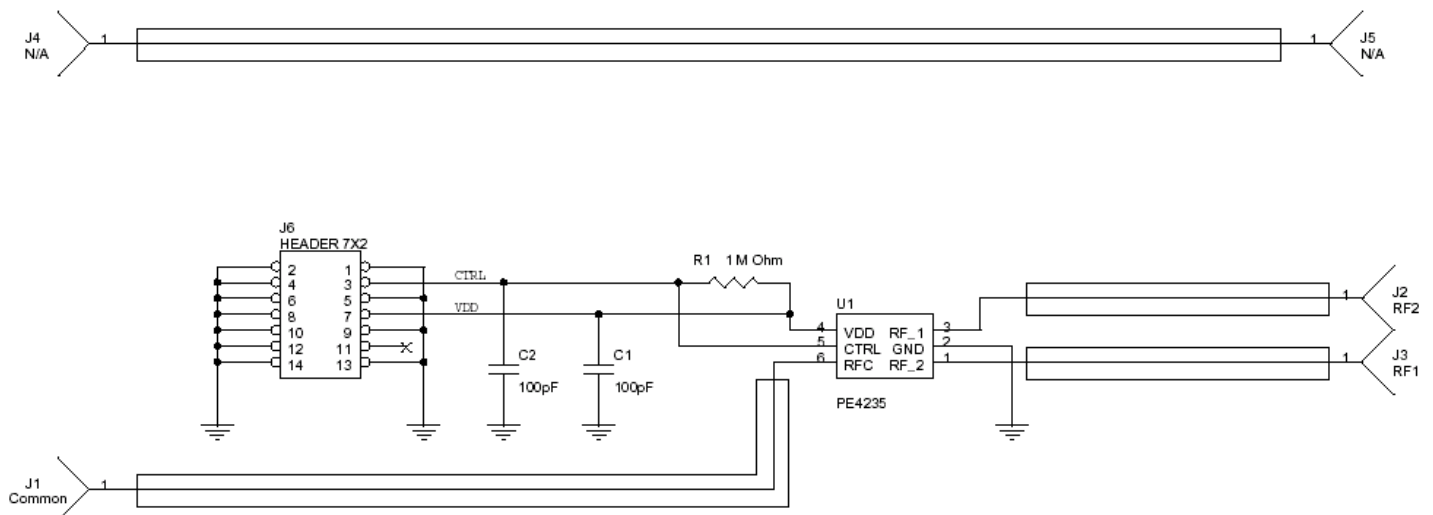 J4
N/A
1
1
J5
N/A
J6
HEADER 7X2
2 1
4 3
6 5
8 7
10 9
12 11
14 13
CTRL
VDD
R1 1M Ohm
C2
100pF
C1
100pF
U1
4 VDD RF_1 3
5 CTRL GND 2
6 RFC RF_2 1
PE4235
1
J2
RF2
1
J3
RF1
J1
Common
1